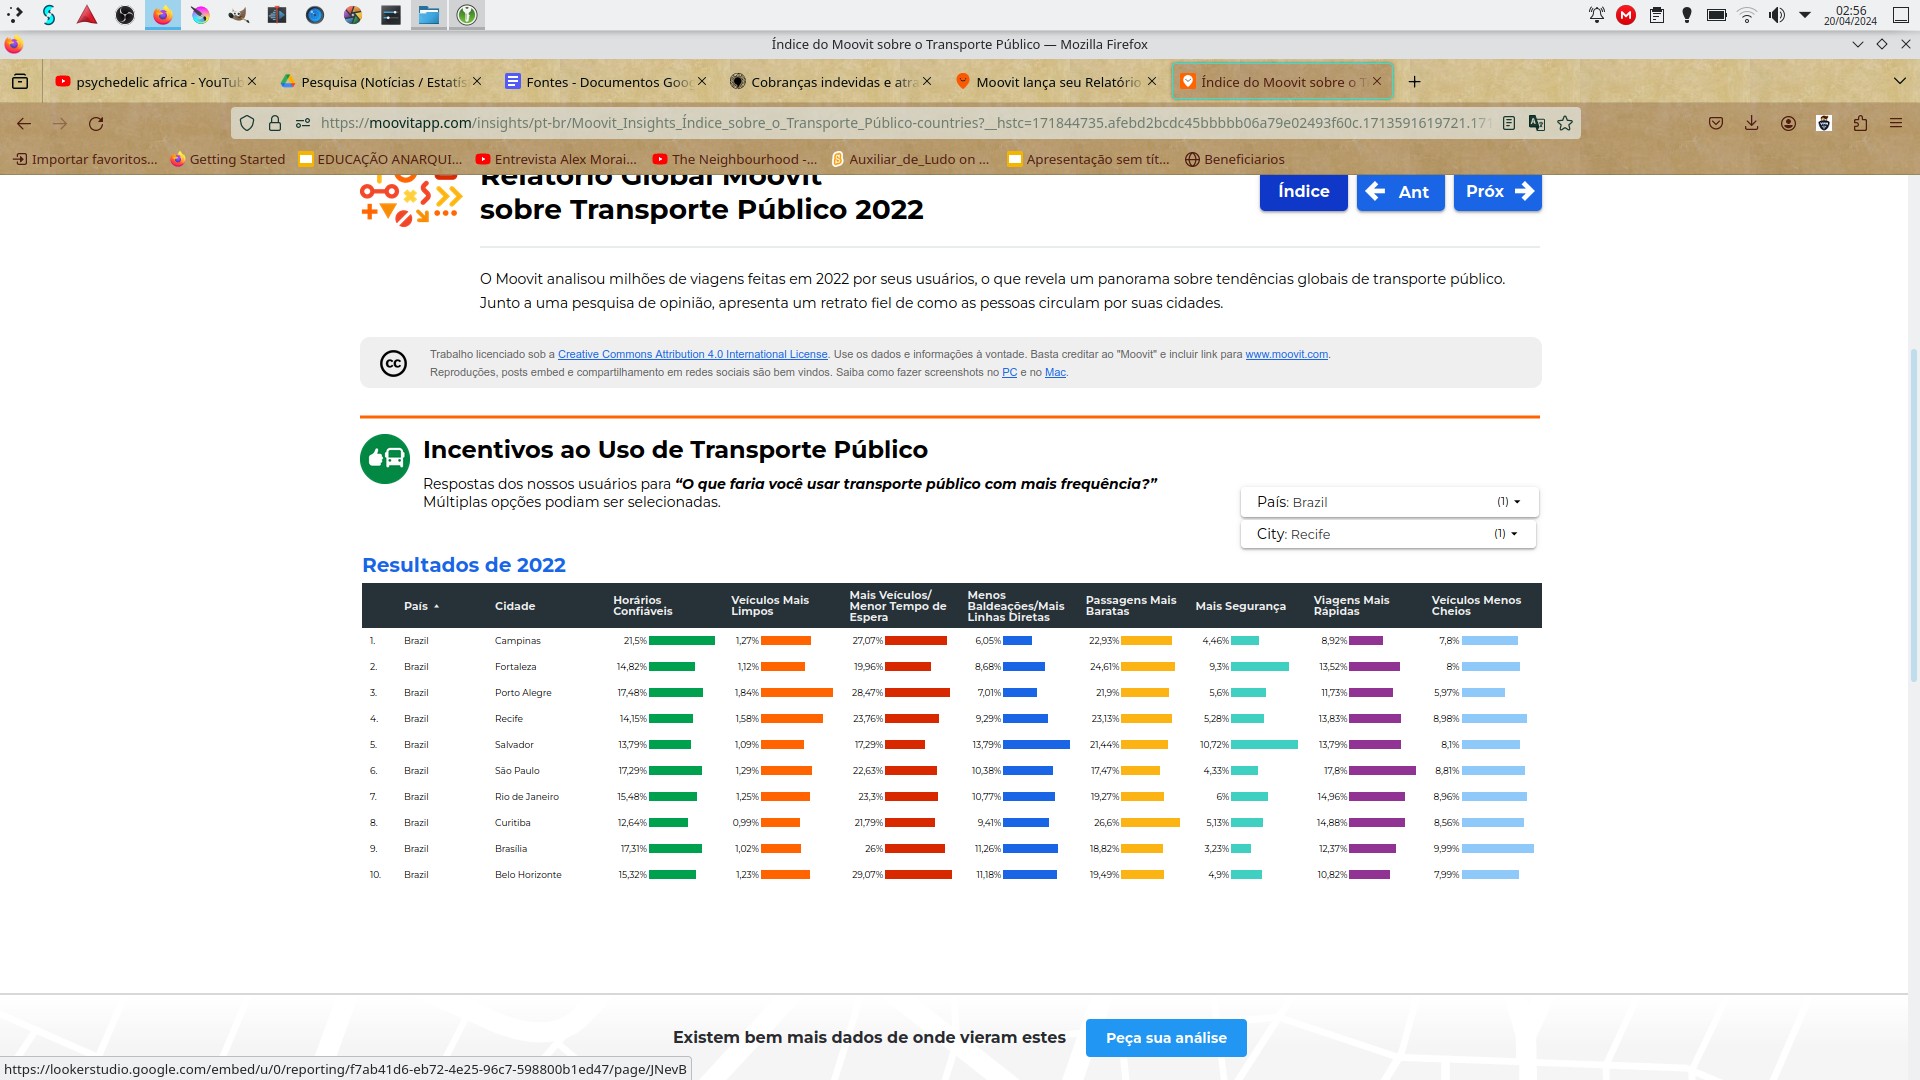 02:56
20/04/2024
Índice do Moovit sobre o Transporte Público — Mozilla Firefox
psychedelic africa - YouTub
Pesquisa (Notícias / Estatís
Fontes - Documentos Goo
Cobranças indevidas e atra
Moovit lança seu Relatório
Índice do Moovit sobre o T
https://moovitapp.com/insights/pt-br/Moovit_Insights_Índice_sobre_o_Transporte_Público-countries?__hstc=171844735.afebd2bcdc45bbbbb06a79e02493f60c.1713591619721.171
Importar favoritos...
Getting Started
EDUCAÇÃO ANARQUI...
Entrevista Alex Morai...
The Neighbourhood -...
Auxiliar_de_Ludo on ...
Apresentação sem tít...
Beneficiarios
Relatório Global Moovit
sobre Transporte Público 2022
Índice
Ant
Próx
O Moovit analisou milhões de viagens feitas em 2022 por seus usuários, o que revela um panorama sobre tendências globais de transporte público.
Junto a uma pesquisa de opinião, apresenta um retrato fiel de como as pessoas circulam por suas cidades.
cc
Trabalho licenciado sob a Creative Commons Attribution 4.0 International License. Use os dados e informações à vontade. Basta creditar ao "Moovit" e incluir link para www.moovit.com.
Reproduções, posts embed e compartilhamento em redes sociais são bem vindos. Saiba como fazer screenshots no PC e no Mac.
Incentivos ao Uso de Transporte Público
Respostas dos nossos usuários para “O que faria você usar transporte público com mais frequência?”
Múltiplas opções podiam ser selecionadas.
País: Brazil (1)
City: Recife (1)
Resultados de 2022
País Cidade Horários Confiáveis Veículos Mais Limpos Mais Veículos/ Menor Tempo de Espera Menos Baldeações/Mais Linhas Diretas Passagens Mais Baratas Mais Segurança Viagens Mais Rápidas Veículos Menos Cheios
1. Brazil Campinas 21,5% 1,27% 27,07% 6,05% 22,93% 4,46% 8,92% 7,8%
2. Brazil Fortaleza 14,82% 1,12% 19,96% 8,68% 24,61% 9,3% 13,52% 8%
3. Brazil Porto Alegre 17,48% 1,84% 28,47% 7,01% 21,9% 5,6% 11,73% 5,97%
4. Brazil Recife 14,15% 1,58% 23,76% 9,29% 23,13% 5,28% 13,83% 8,98%
5. Brazil Salvador 13,79% 1,09% 17,29% 13,79% 21,44% 10,72% 13,79% 8,1%
6. Brazil São Paulo 17,29% 1,29% 22,63% 10,38% 17,47% 4,33% 17,8% 8,81%
7. Brazil Rio de Janeiro 15,48% 1,25% 23,3% 10,77% 19,27% 6% 14,96% 8,96%
8. Brazil Curitiba 12,64% 0,99% 21,79% 9,41% 26,6% 5,13% 14,88% 8,56%
9. Brazil Brasília 17,31% 1,02% 26% 11,26% 18,82% 3,23% 12,37% 9,99%
10. Brazil Belo Horizonte 15,32% 1,23% 29,07% 11,18% 19,49% 4,9% 10,82% 7,99%
Existem bem mais dados de onde vieram estes
Peça sua análise
https://lookerstudio.google.com/embed/u/0/reporting/f7ab41d6-eb72-4e25-96c7-598800b1ed47/page/JNevB